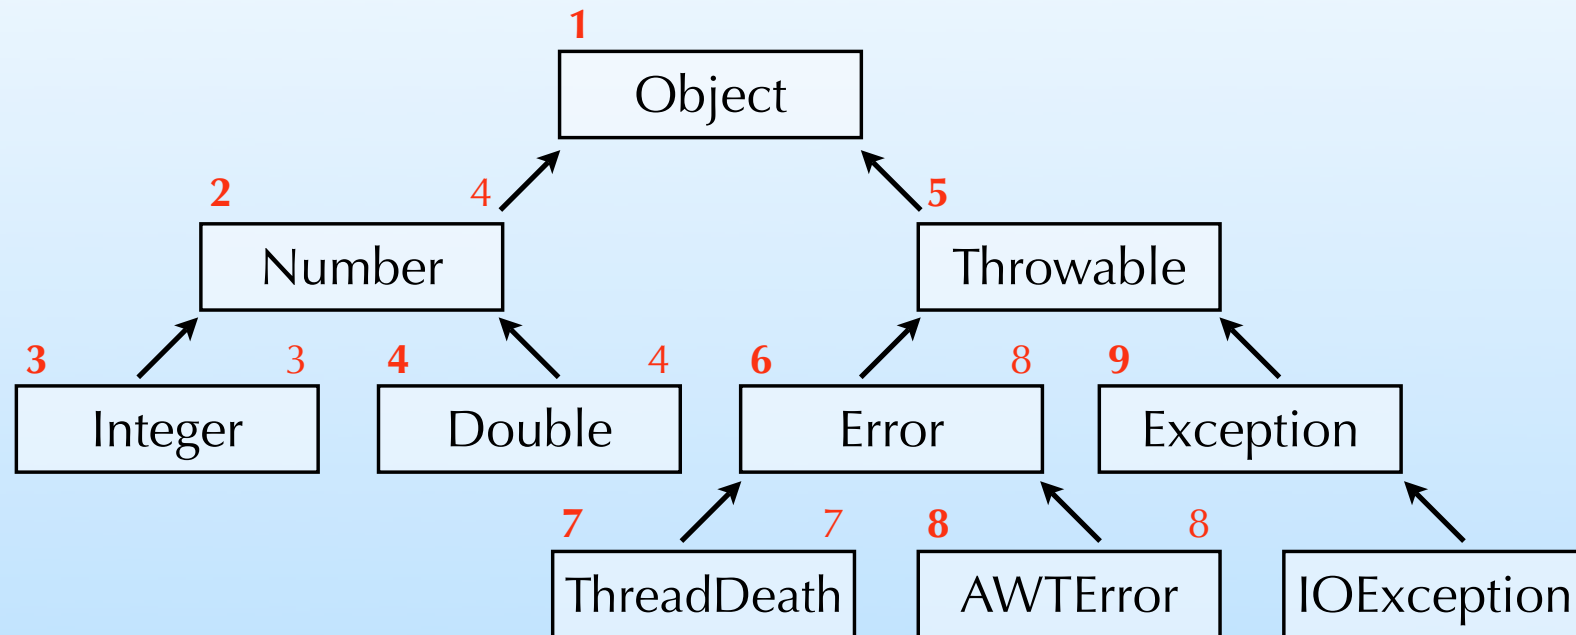 1
Object
2 4 5
Number Throwable
3 3 4 4 6 8 9
Integer Double Error Exception
7 7 8 8
ThreadDeath AWTError IOException